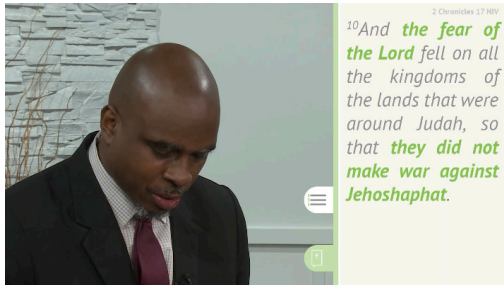 2 Chronicles 17 NIV
10And the fear of
the Lord fell on all
the kingdoms of
the lands that were
around Judah, so
that they did not
make war against
Jehoshaphat.